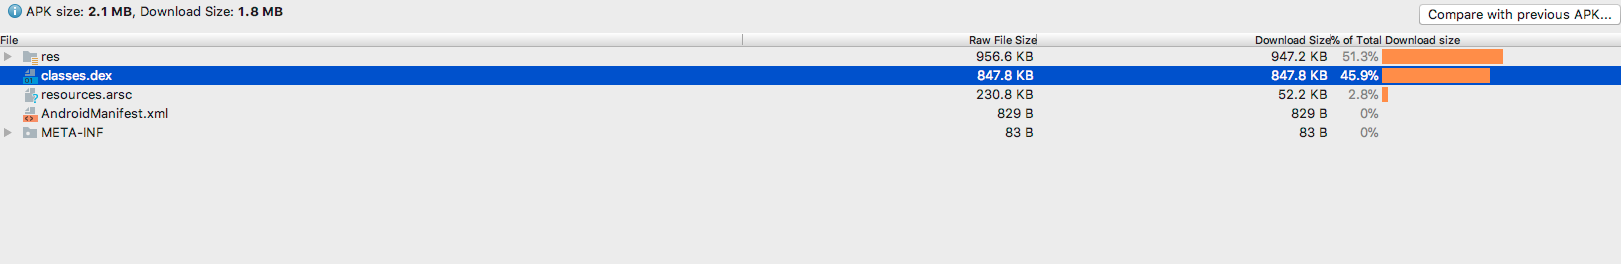 APK size: 2.1 MB, Download Size: 1.8 MB
Compare with previous APK...
File Raw File Size Download Size % of Total Download size
res 956.6 KB 947.2 KB 51.3%
classes.dex 847.8 KB 847.8 KB 45.9%
resources.arsc 230.8 KB 52.2 KB 2.8%
AndroidManifest.xml 829 B 829 B 0%
META-INF 83 B 83 B 0%